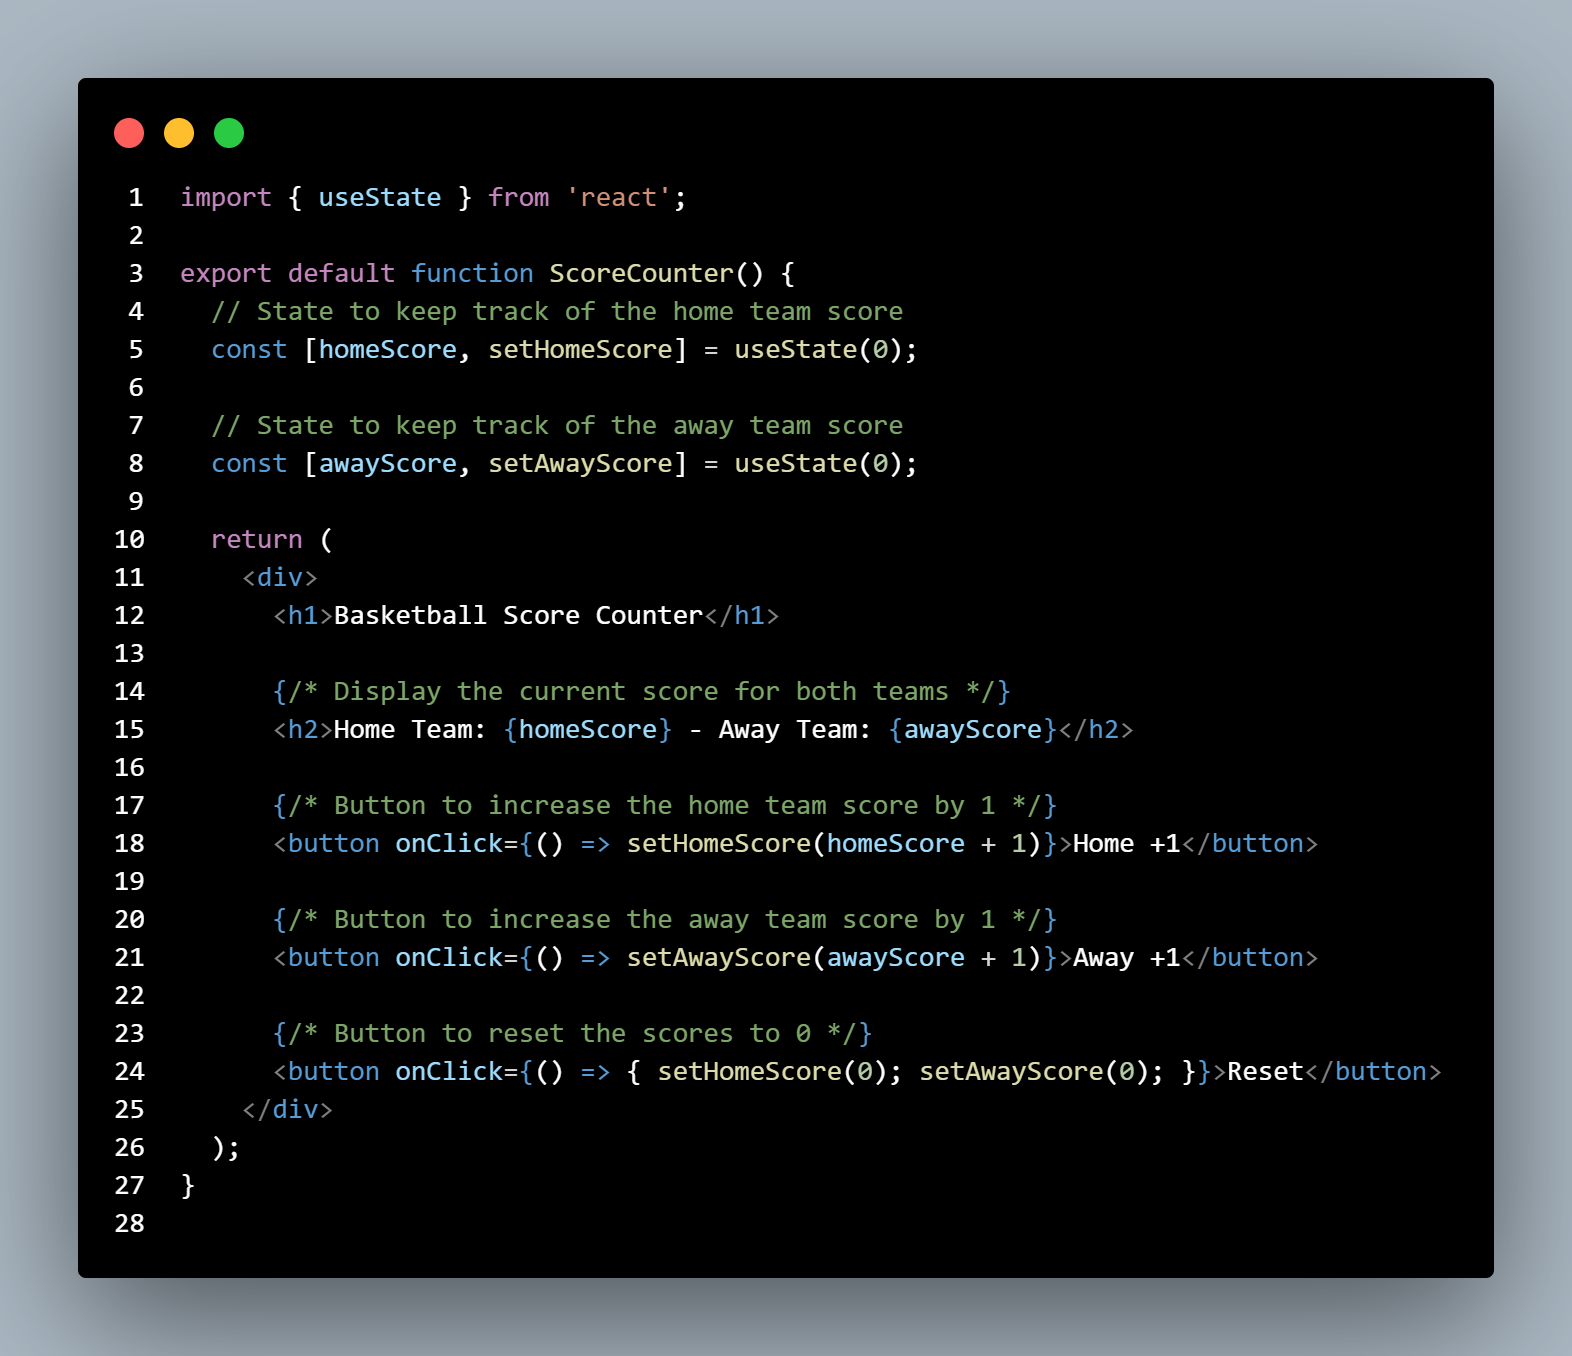 1 import { useState } from 'react';
2
3 export default function ScoreCounter() {
4   // State to keep track of the home team score
5   const [homeScore, setHomeScore] = useState(0);
6
7   // State to keep track of the away team score
8   const [awayScore, setAwayScore] = useState(0);
9
10   return (
11     <div>
12       <h1>Basketball Score Counter</h1>
13
14       {/* Display the current score for both teams */}
15       <h2>Home Team: {homeScore} - Away Team: {awayScore}</h2>
16
17       {/* Button to increase the home team score by 1 */}
18       <button onClick={() => setHomeScore(homeScore + 1)}>Home +1</button>
19
20       {/* Button to increase the away team score by 1 */}
21       <button onClick={() => setAwayScore(awayScore + 1)}>Away +1</button>
22
23       {/* Button to reset the scores to 0 */}
24       <button onClick={() => { setHomeScore(0); setAwayScore(0); }}>Reset</button>
25     </div>
26   );
27 }
28